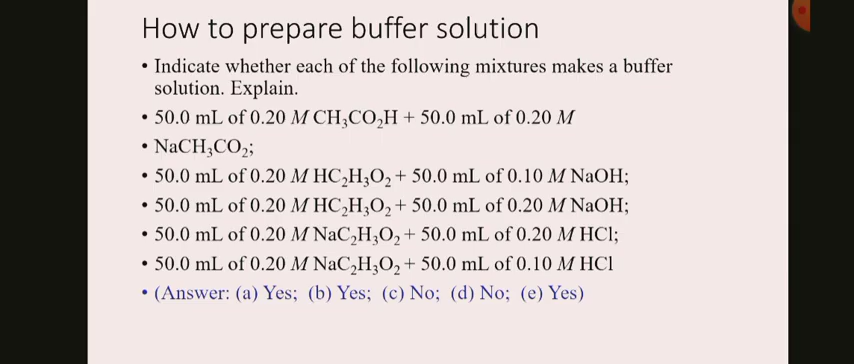 How to prepare buffer solution
• Indicate whether each of the following mixtures makes a buffer
solution. Explain.
• 50.0 mL of 0.20 M CH₃CO₂H + 50.0 mL of 0.20 M
• NaCH₃CO₂;
• 50.0 mL of 0.20 M HC₂H₃O₂ + 50.0 mL of 0.10 M NaOH;
• 50.0 mL of 0.20 M HC₂H₃O₂ + 50.0 mL of 0.20 M NaOH;
• 50.0 mL of 0.20 M NaC₂H₃O₂ + 50.0 mL of 0.20 M HCl;
• 50.0 mL of 0.20 M NaC₂H₃O₂ + 50.0 mL of 0.10 M HCl
• (Answer: (a) Yes; (b) Yes; (c) No; (d) No; (e) Yes)